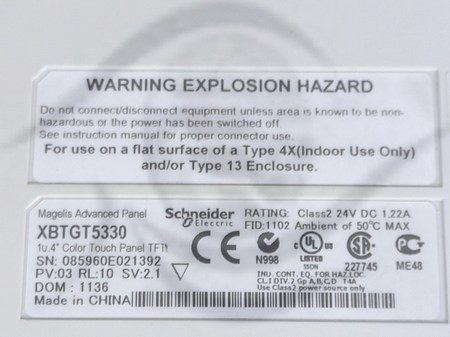 WARNING EXPLOSION HAZARD
Do not connect/disconnect equipment unless area is known to be non-
hazardous or the power has been switched off.
See instruction manual for proper connector use.
For use on a flat surface of a Type 4X(Indoor Use Only)
and/or Type 13 Enclosure.
Magelis Advanced Panel
XBTGT5330
10.4" Color Touch Panel TFT
SN: 085960E021392
PV:03 RL:10 SV:2.1
DOM : 1136
Made in CHINA
Schneider
Electric
RATING: Class2 24V DC 1.22A
FID:1102 Ambient of 50°C MAX
CE
N998
C UL US
LISTED
SA
227745
ME48
IND. CONT. EQ. FOR HAZ.LOC.
CL.I DIV.2 Gp A,B,C,D T4A
Use Class2 power source only